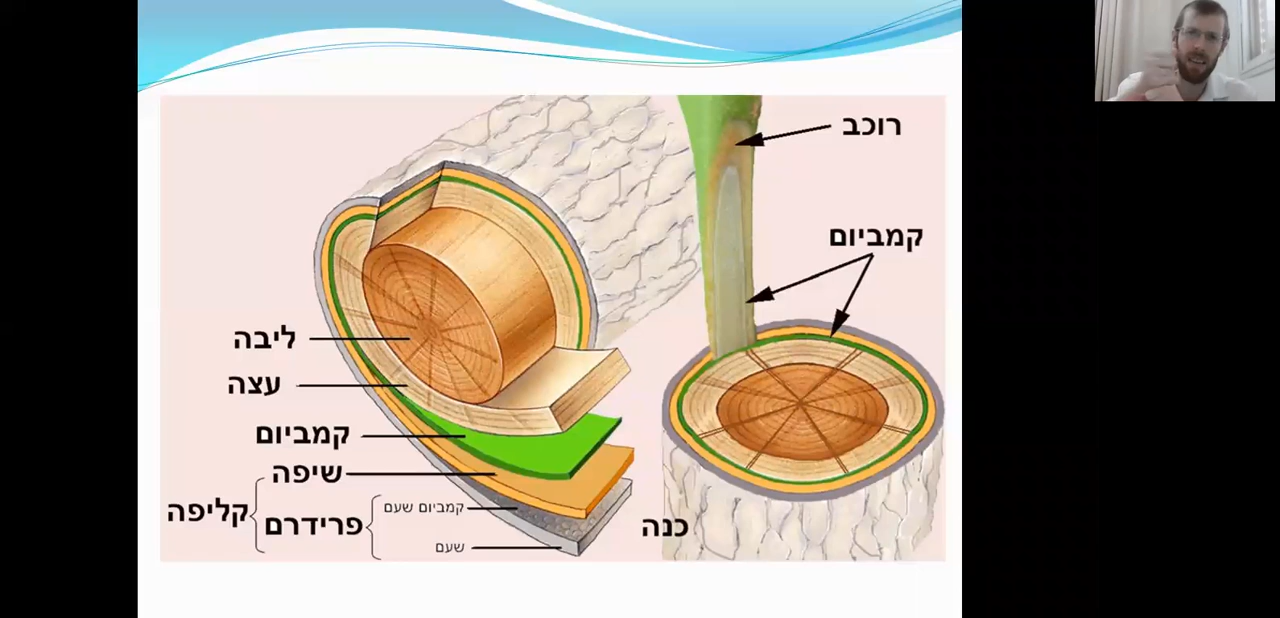 רוכב
קמביום
ליבה
עצה
קמביום
שיפה
קליפה
פרידרם
קמביום שעם
שעם
כנה